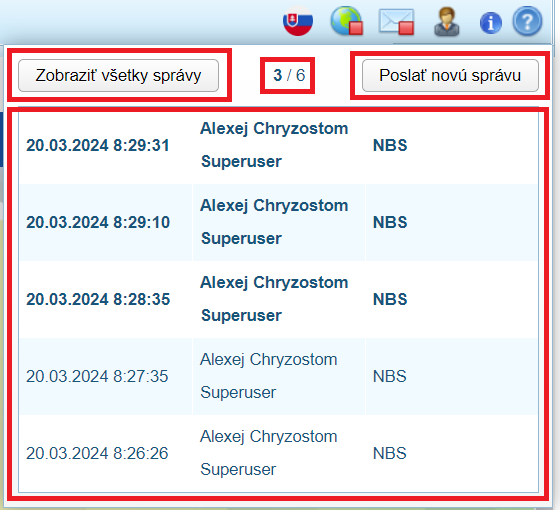 Zobraziť všetky správy
3 / 6
Poslať novú správu
20.03.2024 8:29:31 Alexej Chryzostom Superuser NBS
20.03.2024 8:29:10 Alexej Chryzostom Superuser NBS
20.03.2024 8:28:35 Alexej Chryzostom Superuser NBS
20.03.2024 8:27:35 Alexej Chryzostom Superuser NBS
20.03.2024 8:26:26 Alexej Chryzostom Superuser NBS